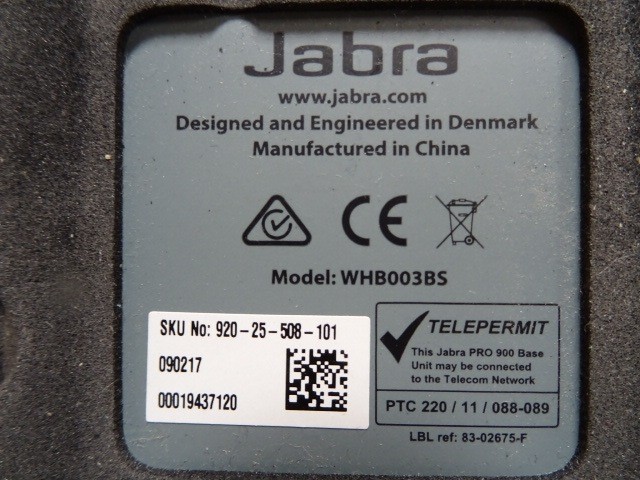 Jabra
www.jabra.com
Designed and Engineered in Denmark
Manufactured in China
CE
Model: WHB003BS
SKU No: 920-25-508-101
090217
00019437120
TELEPERMIT
This Jabra PRO 900 Base
Unit may be connected
to the Telecom Network
PTC 220 / 11 / 088-089
LBL ref: 83-02675-F